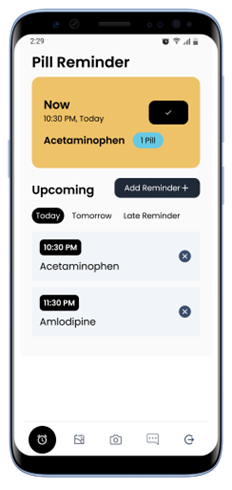 2:29
Pill Reminder
Now
10:30 PM, Today
Acetaminophen 1 Pill
Upcoming Add Reminder+
Today Tomorrow Late Reminder
10:30 PM
Acetaminophen
11:30 PM
Amlodipine